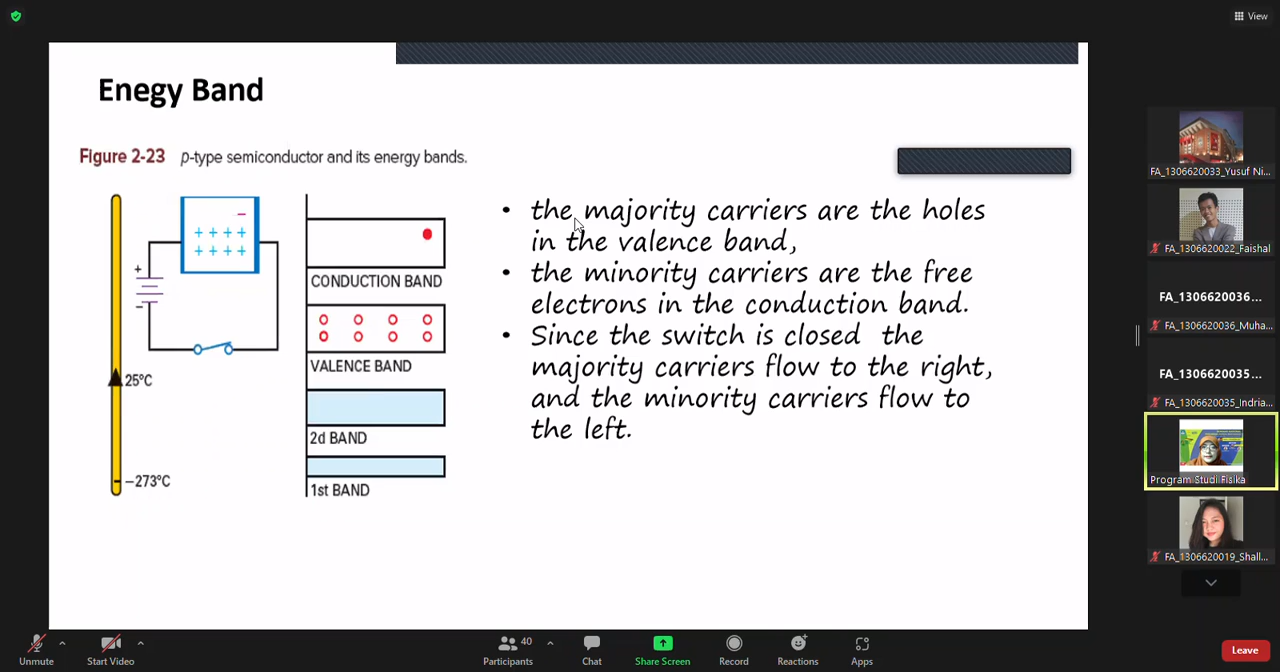 View
Enegy Band
Figure 2-23 p-type semiconductor and its energy bands.
+
−
−
+ + + +
+ + + +
25°C
−273°C
CONDUCTION BAND
VALENCE BAND
2d BAND
1st BAND
• the majority carriers are the holes
in the valence band,
• the minority carriers are the free
electrons in the conduction band.
• Since the switch is closed the
majority carriers flow to the right,
and the minority carriers flow to
the left.
FA_1306620033_Yusuf Ni...
FA_1306620022_Faishal
FA_1306620036...
FA_1306620036_Muha...
FA_1306620035...
FA_1306620035_Indria...
Program Studi Fisika
FA_1306620019_Shall...
Unmute
Start Video
Participants
40
Chat
Share Screen
Record
Reactions
Apps
Leave